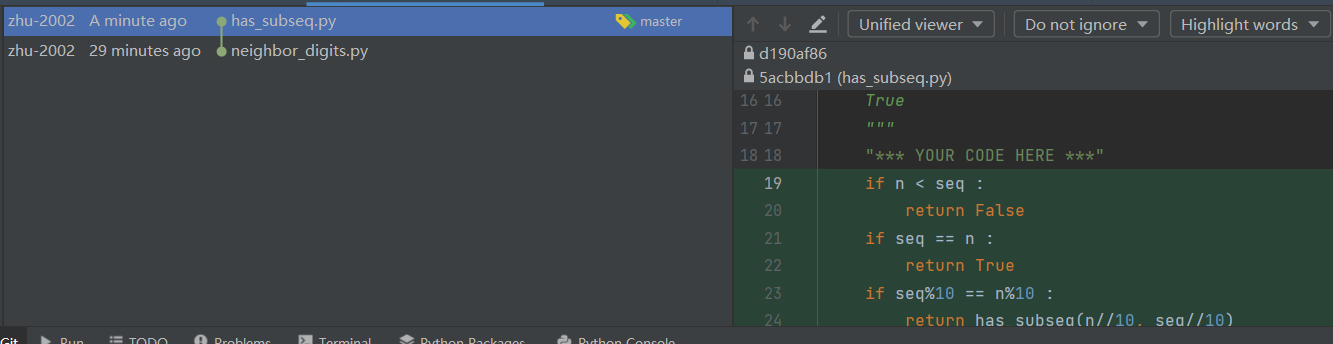 zhu-2002 A minute ago has_subseq.py master
zhu-2002 29 minutes ago neighbor_digits.py
Unified viewer Do not ignore Highlight words
d190af86
5acbbdb1 (has_subseq.py)
16 16 True
17 17 """
18 18 "*** YOUR CODE HERE ***"
19 if n < seq :
20 return False
21 if seq == n :
22 return True
23 if seq%10 == n%10 :
24 return has_subseq(n//10, seq//10)
Git Run TODO Problems Terminal Python Packages Python Console